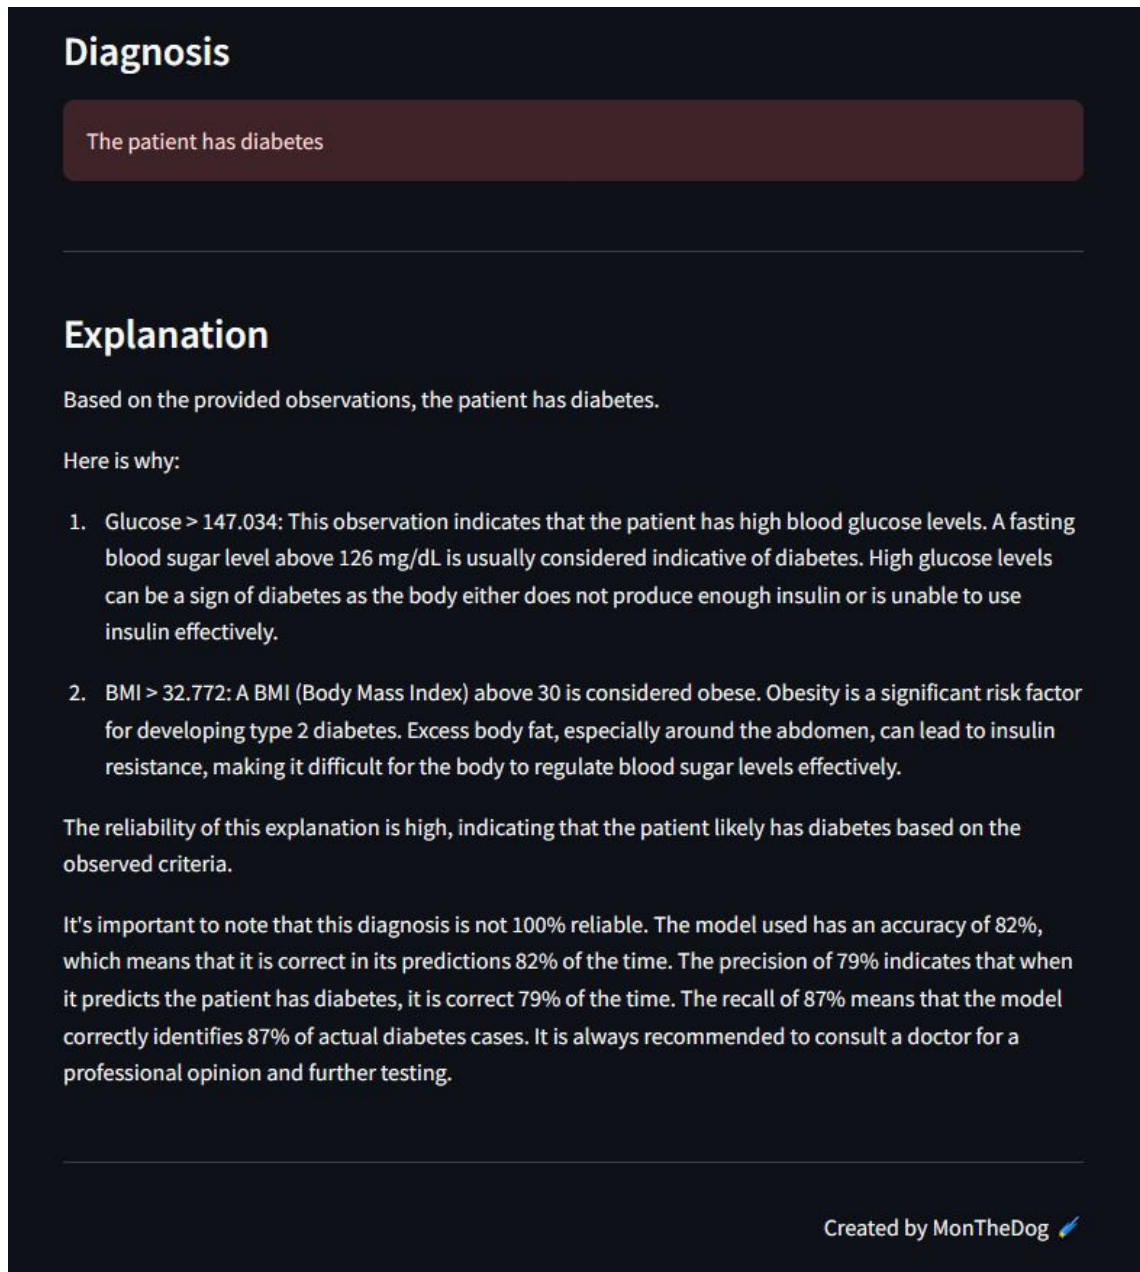 Diagnosis
The patient has diabetes
Explanation
Based on the provided observations, the patient has diabetes.
Here is why:
1. Glucose > 147.034: This observation indicates that the patient has high blood glucose levels. A fasting
blood sugar level above 126 mg/dL is usually considered indicative of diabetes. High glucose levels
can be a sign of diabetes as the body either does not produce enough insulin or is unable to use
insulin effectively.
2. BMI > 32.772: A BMI (Body Mass Index) above 30 is considered obese. Obesity is a significant risk factor
for developing type 2 diabetes. Excess body fat, especially around the abdomen, can lead to insulin
resistance, making it difficult for the body to regulate blood sugar levels effectively.
The reliability of this explanation is high, indicating that the patient likely has diabetes based on the
observed criteria.
It's important to note that this diagnosis is not 100% reliable. The model used has an accuracy of 82%,
which means that it is correct in its predictions 82% of the time. The precision of 79% indicates that when
it predicts the patient has diabetes, it is correct 79% of the time. The recall of 87% means that the model
correctly identifies 87% of actual diabetes cases. It is always recommended to consult a doctor for a
professional opinion and further testing.
Created by MonTheDog